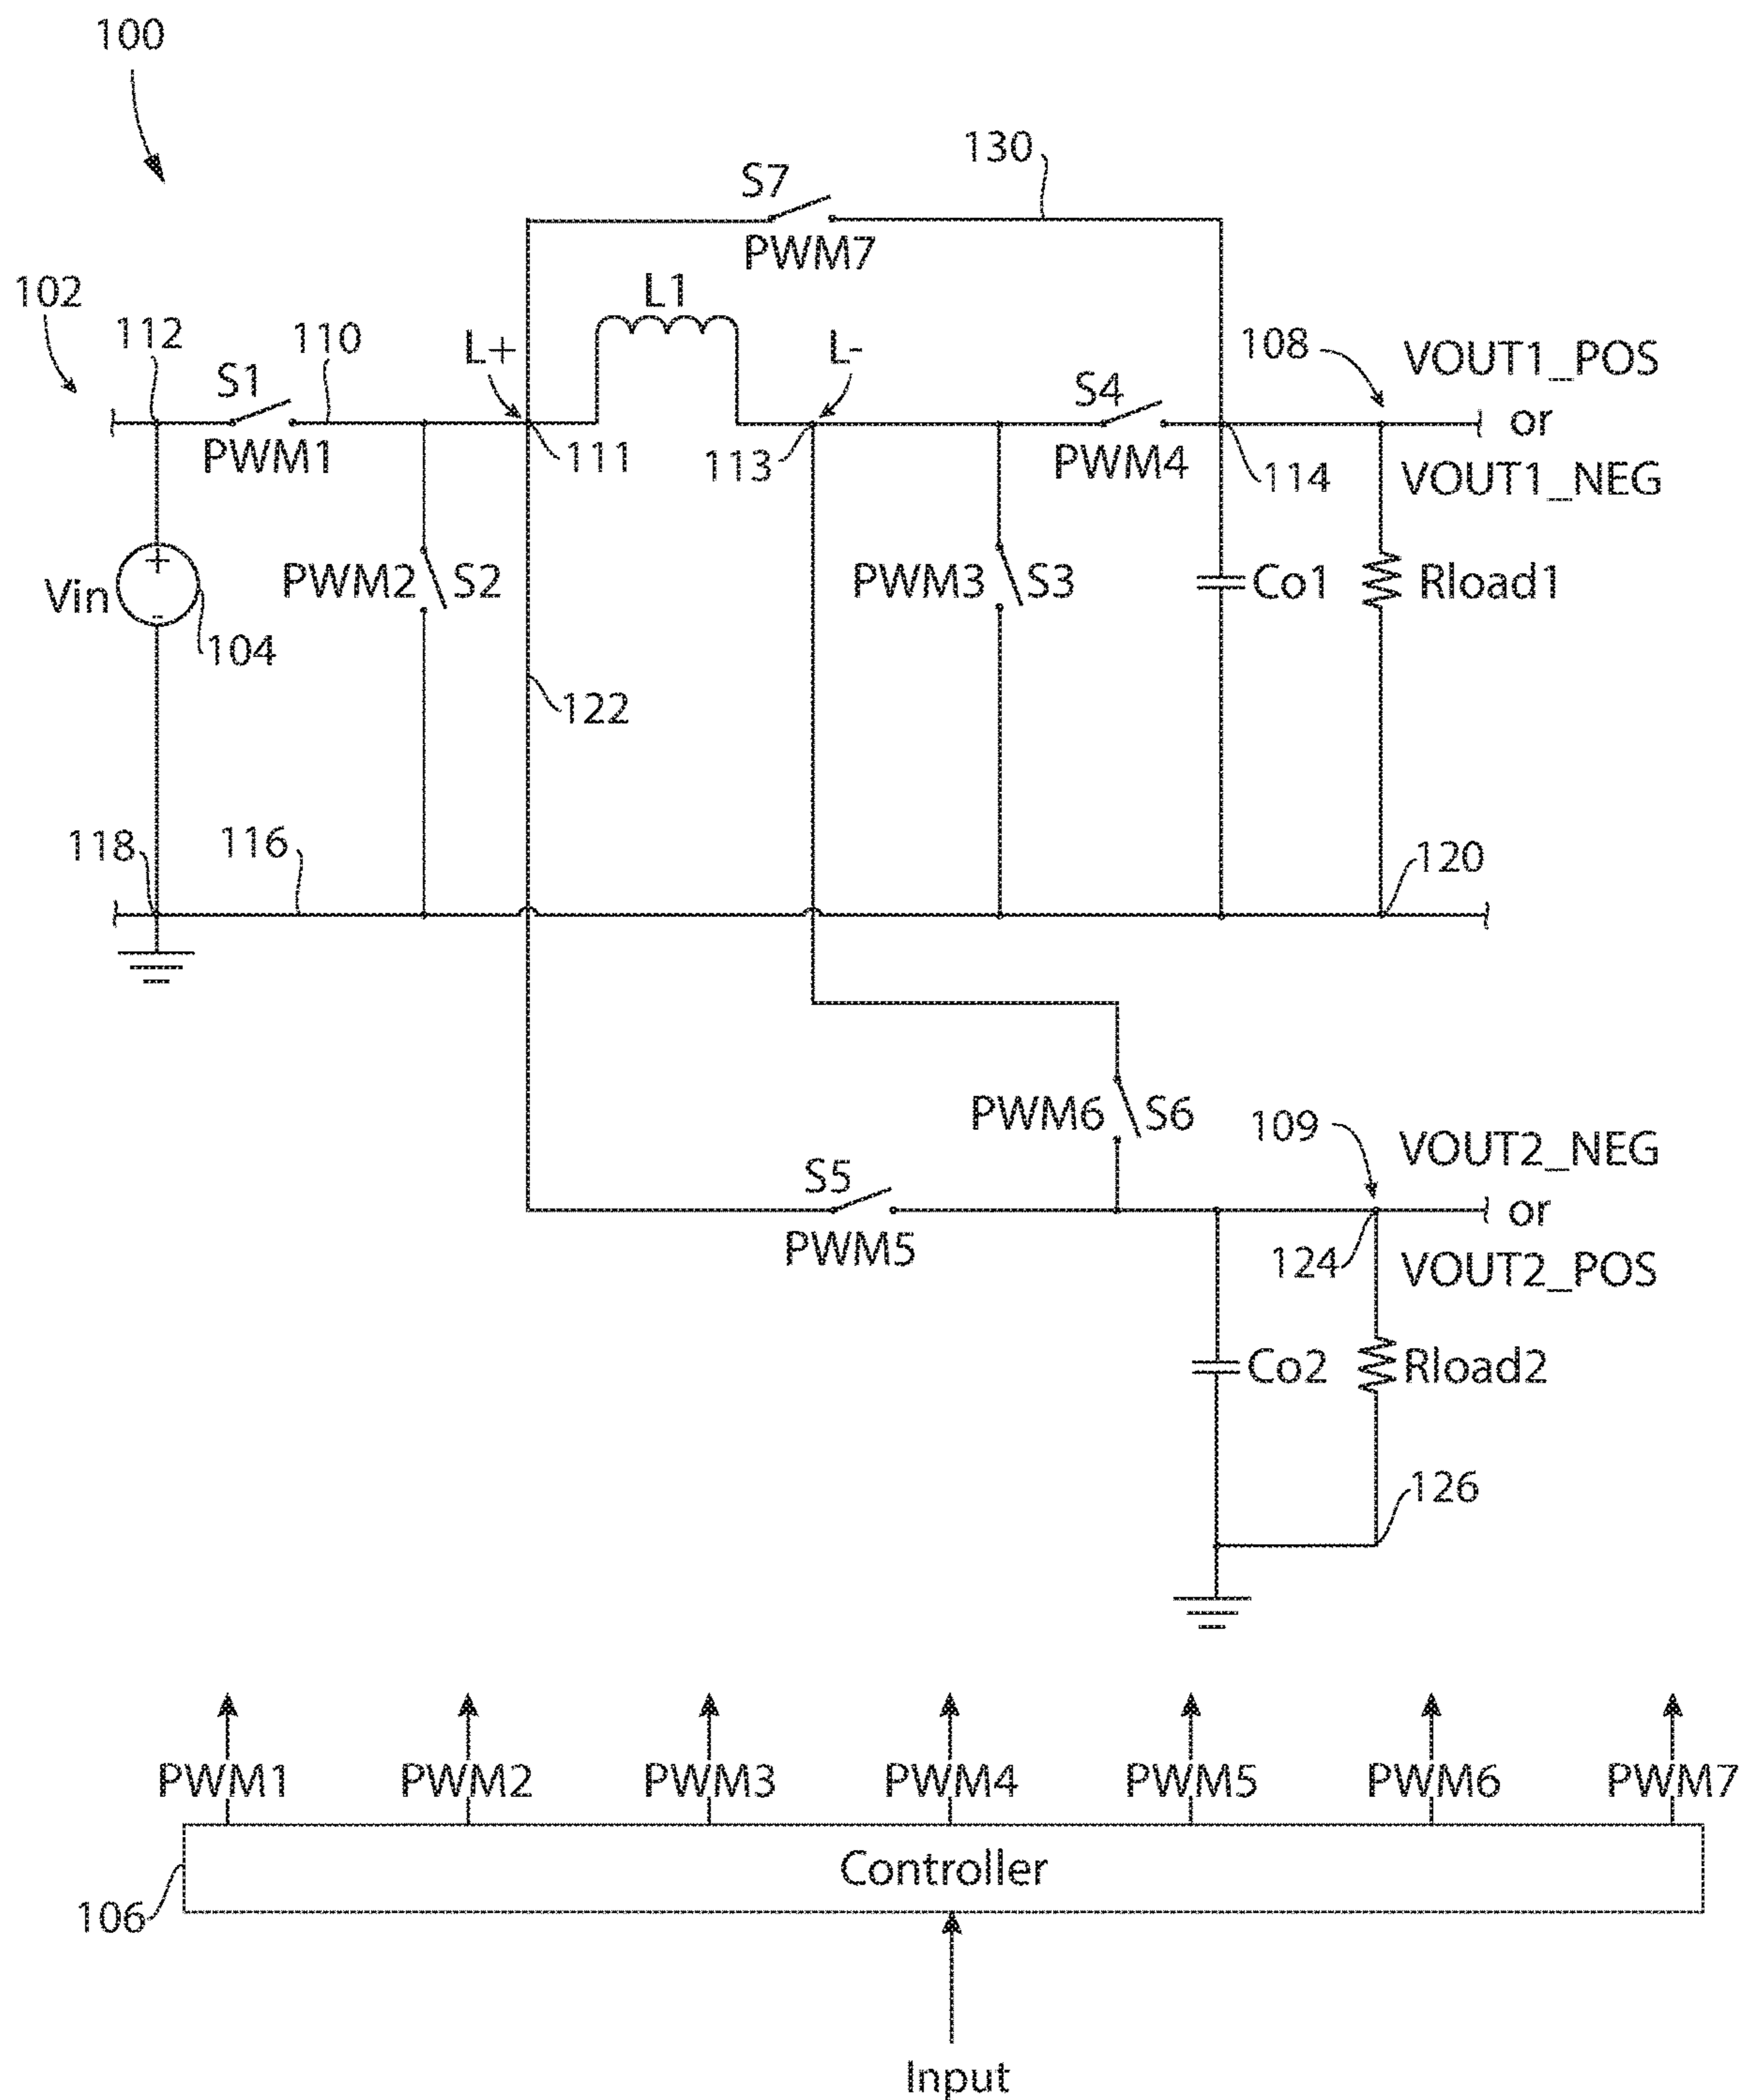 100
130
S7
PWM7
102
112
110
L1
L+
L-
108
VOUT1_POS
S1
S4
or
PWM1
111
113
PWM4
114
VOUT1_NEG
+
Vin
PWM2
S2
PWM3
S3
Co1
Rload1
-
104
122
118
116
120
PWM6
S6
109
VOUT2_NEG
S5
or
PWM5
124
VOUT2_POS
Co2
Rload2
126
PWM1
PWM2
PWM3
PWM4
PWM5
PWM6
PWM7
Controller
106
Input